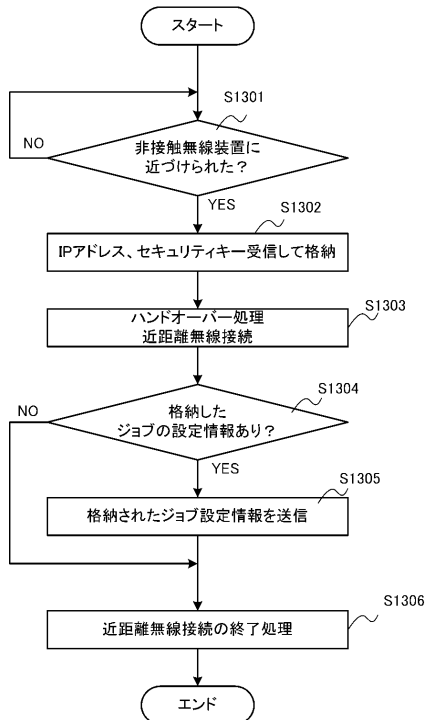 スタート
S1301
非接触無線装置に
近づけられた？
NO
YES
S1302
IPアドレス、セキュリティキー受信して格納
S1303
ハンドオーバー処理
近距離無線接続
S1304
格納した
ジョブの設定情報あり？
NO
YES
S1305
格納されたジョブ設定情報を送信
S1306
近距離無線接続の終了処理
エンド